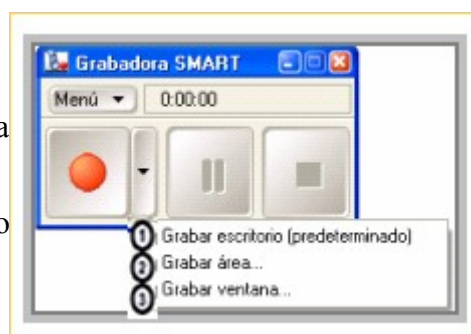 Grabadora SMART
Menú 0:00:00
a
o
1 Grabar escritorio (predeterminado)
2 Grabar área...
3 Grabar ventana...